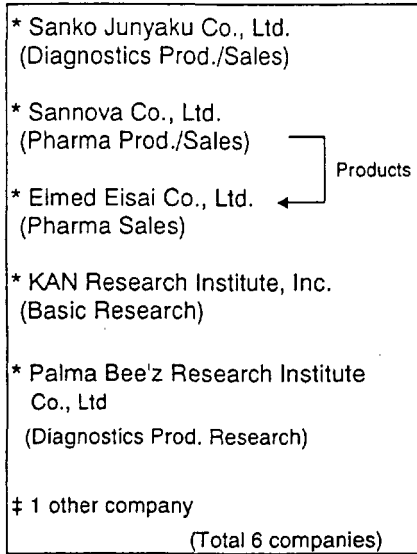 * Sanko Junyaku Co., Ltd.
(Diagnostics Prod./Sales)
* Sannova Co., Ltd.
(Pharma Prod./Sales)
Products
* Elmed Eisai Co., Ltd.
(Pharma Sales)
* KAN Research Institute, Inc.
(Basic Research)
* Palma Bee'z Research Institute
Co., Ltd
(Diagnostics Prod. Research)
‡ 1 other company
(Total 6 companies)